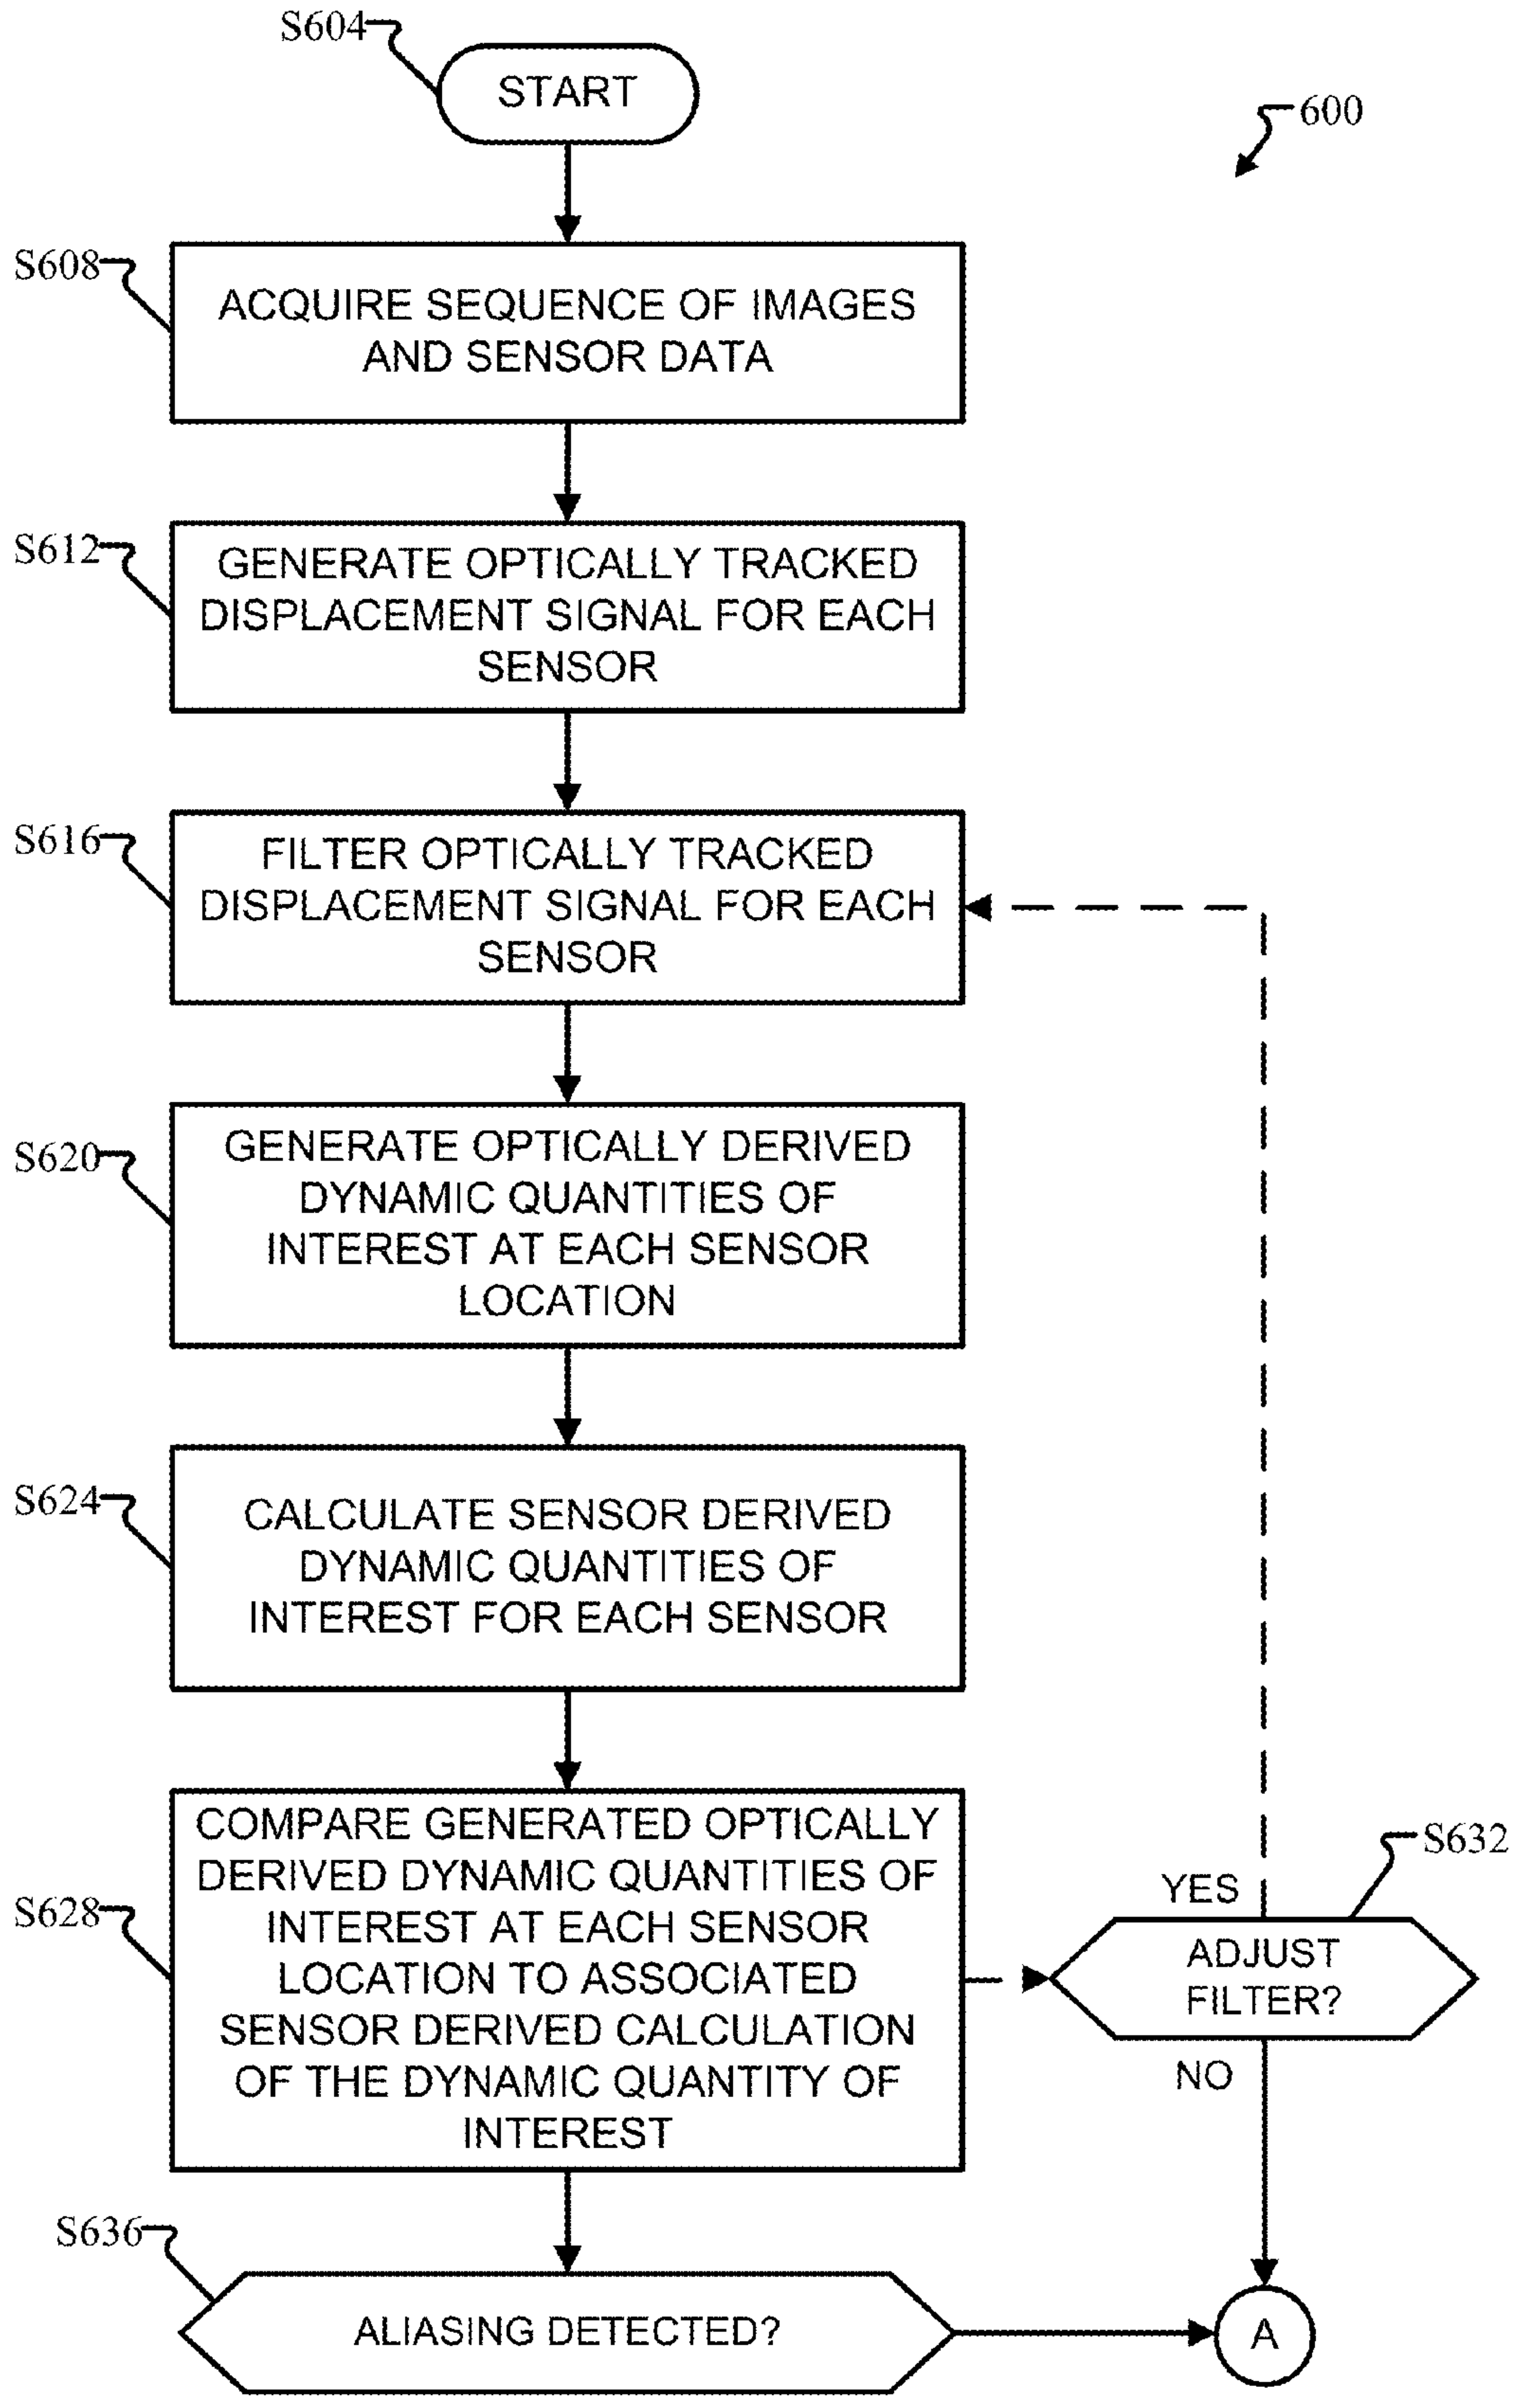 S604
START
600
S608
ACQUIRE SEQUENCE OF IMAGES
AND SENSOR DATA
S612
GENERATE OPTICALLY TRACKED
DISPLACEMENT SIGNAL FOR EACH
SENSOR
S616
FILTER OPTICALLY TRACKED
DISPLACEMENT SIGNAL FOR EACH
SENSOR
S620
GENERATE OPTICALLY DERIVED
DYNAMIC QUANTITIES OF
INTEREST AT EACH SENSOR
LOCATION
S624
CALCULATE SENSOR DERIVED
DYNAMIC QUANTITIES OF
INTEREST FOR EACH SENSOR
S628
COMPARE GENERATED OPTICALLY
DERIVED DYNAMIC QUANTITIES OF
INTEREST AT EACH SENSOR
LOCATION TO ASSOCIATED
SENSOR DERIVED CALCULATION
OF THE DYNAMIC QUANTITY OF
INTEREST
S632
YES
ADJUST
FILTER?
NO
S636
ALIASING DETECTED?
A